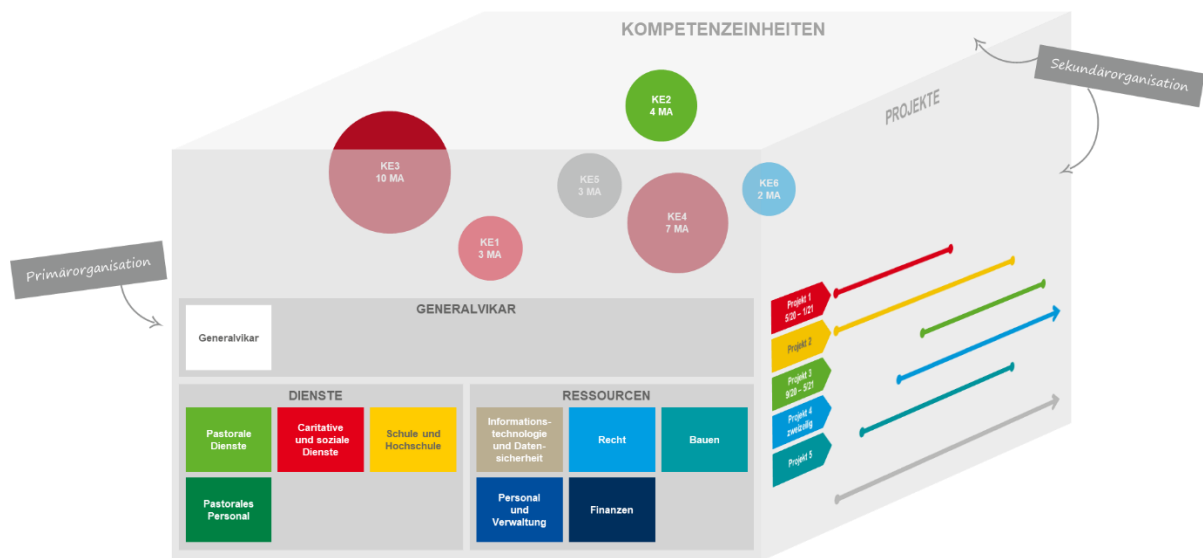 KOMPETENZEINHEITEN
Sekundärorganisation
PROJEKTE
KE2
4 MA
KE3
10 MA
KE5
3 MA
KE6
2 MA
KE4
7 MA
KE1
3 MA
Primärorganisation
GENERALVIKAR
Generalvikar
Projekt 1
5/20 – 1/21
Projekt 2
Projekt 3
9/20 – 5/21
Projekt 4
zweizeilig
Projekt 5
DIENSTE
Pastorale
Dienste
Caritative
und soziale
Dienste
Schule und
Hochschule
Pastorales
Personal
RESSOURCEN
Informations-
technologie
und Daten-
sicherheit
Recht
Bauen
Personal
und
Verwaltung
Finanzen